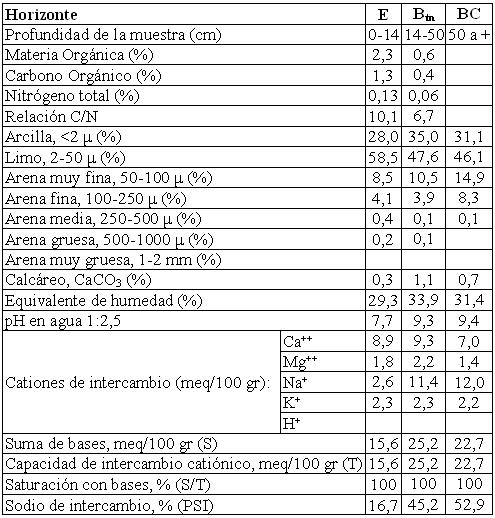 Horizonte E Btn BC
Profundidad de la muestra (cm) 0-14 14-50 50 a +
Materia Orgánica (%) 2,3 0,6
Carbono Orgánico (%) 1,3 0,4
Nitrógeno total (%) 0,13 0,06
Relación C/N 10,1 6,7
Arcilla, <2 μ (%) 28,0 35,0 31,1
Limo, 2-50 μ (%) 58,5 47,6 46,1
Arena muy fina, 50-100 μ (%) 8,5 10,5 14,9
Arena fina, 100-250 μ (%) 4,1 3,9 8,3
Arena media, 250-500 μ (%) 0,4 0,1 0,1
Arena gruesa, 500-1000 μ (%) 0,2 0,1
Arena muy gruesa, 1-2 mm (%)
Calcáreo, CaCO3 (%) 0,3 1,1 0,7
Equivalente de humedad (%) 29,3 33,9 31,4
pH en agua 1:2,5 7,7 9,3 9,4
Cationes de intercambio (meq/100 gr):
Ca++ 8,9 9,3 7,0
Mg++ 1,8 2,2 1,4
Na+ 2,6 11,4 12,0
K+ 2,3 2,3 2,2
H+
Suma de bases, meq/100 gr (S) 15,6 25,2 22,7
Capacidad de intercambio catiónico, meq/100 gr (T) 15,6 25,2 22,7
Saturación con bases, % (S/T) 100 100 100
Sodio de intercambio, % (PSI) 16,7 45,2 52,9